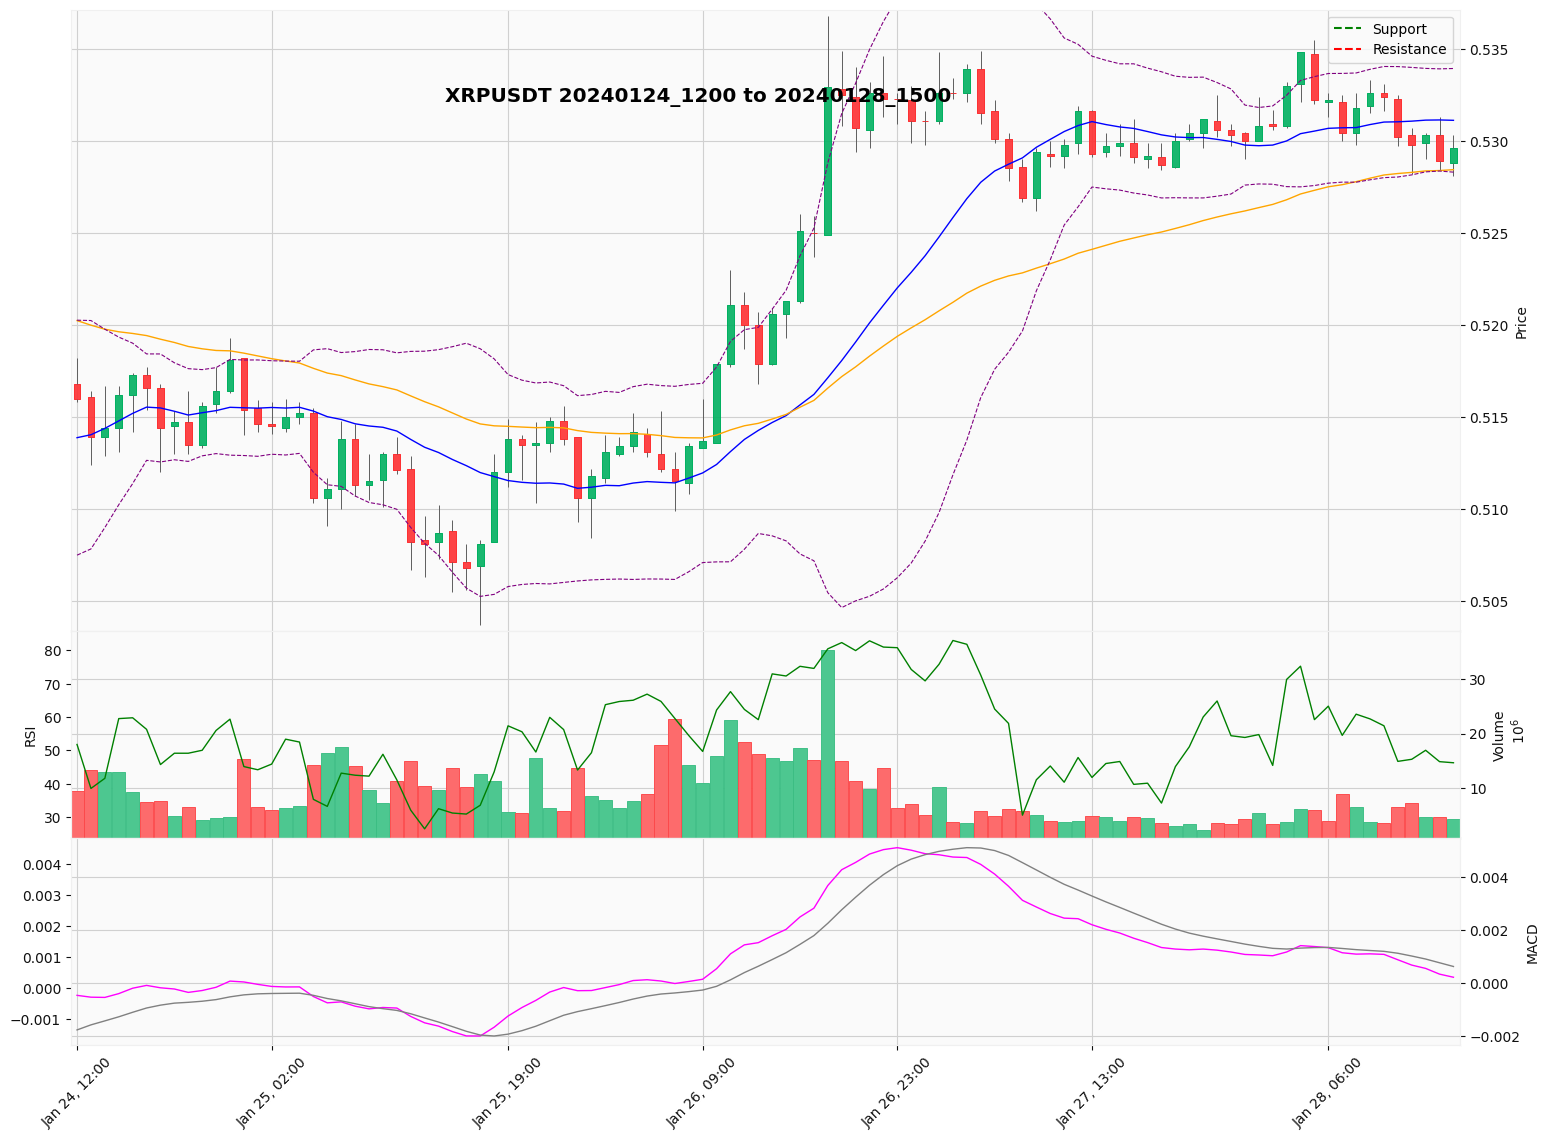 XRPUSDT 20240124_1200 to 20240128_1500
Support
Resistance
0.535
0.530
0.525
0.520
0.515
0.510
0.505
Price
80
70
60
50
40
30
RSI
30
20
10
Volume
10^6
0.004
0.003
0.002
0.001
0.000
−0.001
0.004
0.002
0.000
−0.002
MACD
Jan 24, 12:00
Jan 25, 02:00
Jan 25, 19:00
Jan 26, 09:00
Jan 26, 23:00
Jan 27, 13:00
Jan 28, 06:00